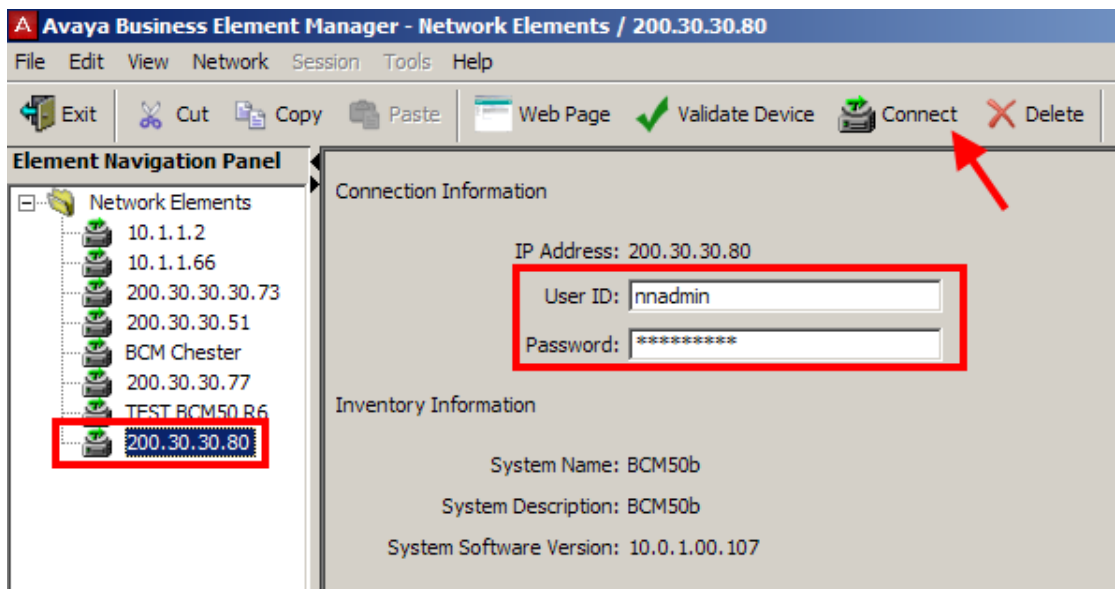 A Avaya Business Element Manager - Network Elements / 200.30.30.80
File Edit View Network Session Tools Help
Exit Cut Copy Paste Web Page Validate Device Connect Delete
Element Navigation Panel
Network Elements
10.1.1.2
10.1.1.66
200.30.30.30.73
200.30.30.51
BCM Chester
200.30.30.77
TEST BCM50 R6
200.30.30.80
Connection Information
IP Address: 200.30.30.80
User ID: nnadmin
Password: *********
Inventory Information
System Name: BCM50b
System Description: BCM50b
System Software Version: 10.0.1.00.107